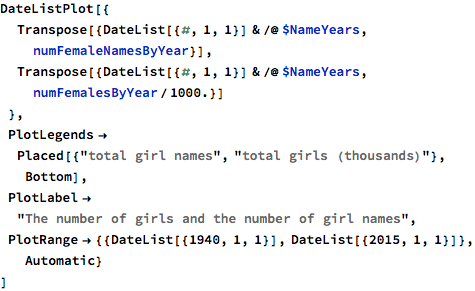 DateListPlot[{
Transpose[{DateList[{#, 1, 1}] & /@ $NameYears,
numFemaleNamesByYear}],
Transpose[{DateList[{#, 1, 1}] & /@ $NameYears,
numFemalesByYear / 1000.}]
},
PlotLegends →
Placed[{"total girl names", "total girls (thousands)"},
Bottom],
PlotLabel →
"The number of girls and the number of girl names",
PlotRange → {{DateList[{1940, 1, 1}], DateList[{2015, 1, 1}]},
Automatic}
]